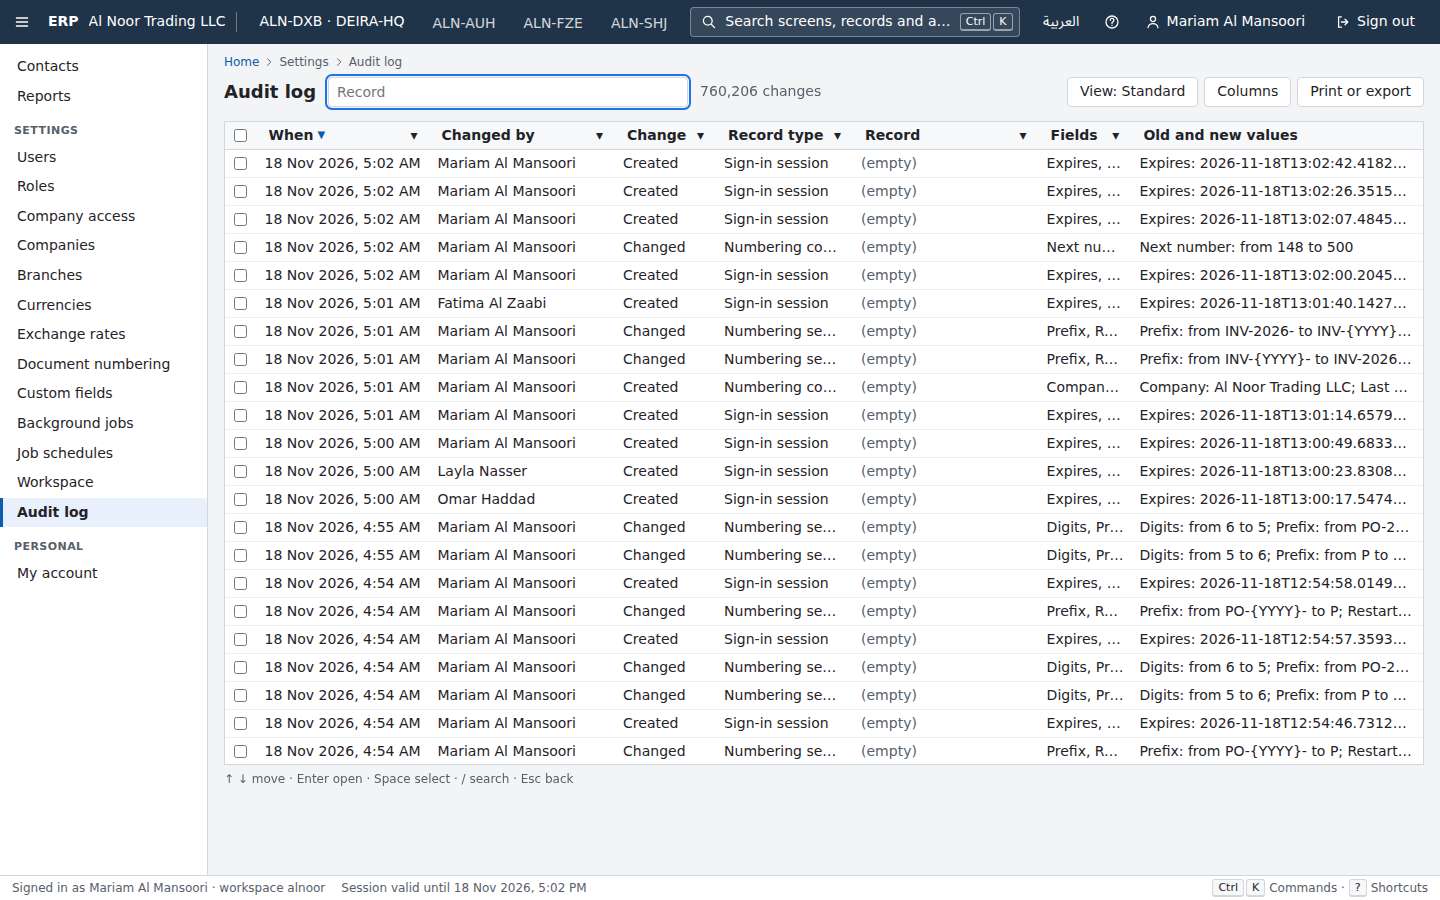 ERP Al Noor Trading LLC ALN-DXB · DEIRA-HQ ALN-AUH ALN-FZE ALN-SHJ Search screens, records and a… Ctrl K العربية Mariam Al Mansoori Sign out
Contacts
Reports
SETTINGS
Users
Roles
Company access
Companies
Branches
Currencies
Exchange rates
Document numbering
Custom fields
Background jobs
Job schedules
Workspace
Audit log
PERSONAL
My account
Home > Settings > Audit log
Audit log Record 760,206 changes View: Standard Columns Print or export
When ▼ ▼ Changed by ▼ Change ▼ Record type ▼ Record ▼ Fields ▼ Old and new values
18 Nov 2026, 5:02 AM Mariam Al Mansoori Created Sign-in session (empty) Expires, … Expires: 2026-11-18T13:02:42.4182…
18 Nov 2026, 5:02 AM Mariam Al Mansoori Created Sign-in session (empty) Expires, … Expires: 2026-11-18T13:02:26.3515…
18 Nov 2026, 5:02 AM Mariam Al Mansoori Created Sign-in session (empty) Expires, … Expires: 2026-11-18T13:02:07.4845…
18 Nov 2026, 5:02 AM Mariam Al Mansoori Changed Numbering co… (empty) Next nu… Next number: from 148 to 500
18 Nov 2026, 5:02 AM Mariam Al Mansoori Created Sign-in session (empty) Expires, … Expires: 2026-11-18T13:02:00.2045…
18 Nov 2026, 5:01 AM Fatima Al Zaabi Created Sign-in session (empty) Expires, … Expires: 2026-11-18T13:01:40.1427…
18 Nov 2026, 5:01 AM Mariam Al Mansoori Changed Numbering se… (empty) Prefix, R… Prefix: from INV-2026- to INV-{YYYY}…
18 Nov 2026, 5:01 AM Mariam Al Mansoori Changed Numbering se… (empty) Prefix, R… Prefix: from INV-{YYYY}- to INV-2026…
18 Nov 2026, 5:01 AM Mariam Al Mansoori Created Numbering co… (empty) Compan… Company: Al Noor Trading LLC; Last …
18 Nov 2026, 5:01 AM Mariam Al Mansoori Created Sign-in session (empty) Expires, … Expires: 2026-11-18T13:01:14.6579…
18 Nov 2026, 5:00 AM Mariam Al Mansoori Created Sign-in session (empty) Expires, … Expires: 2026-11-18T13:00:49.6833…
18 Nov 2026, 5:00 AM Layla Nasser Created Sign-in session (empty) Expires, … Expires: 2026-11-18T13:00:23.8308…
18 Nov 2026, 5:00 AM Omar Haddad Created Sign-in session (empty) Expires, … Expires: 2026-11-18T13:00:17.5474…
18 Nov 2026, 4:55 AM Mariam Al Mansoori Changed Numbering se… (empty) Digits, Pr… Digits: from 6 to 5; Prefix: from PO-2…
18 Nov 2026, 4:55 AM Mariam Al Mansoori Changed Numbering se… (empty) Digits, Pr… Digits: from 5 to 6; Prefix: from P to …
18 Nov 2026, 4:54 AM Mariam Al Mansoori Created Sign-in session (empty) Expires, … Expires: 2026-11-18T12:54:58.0149…
18 Nov 2026, 4:54 AM Mariam Al Mansoori Changed Numbering se… (empty) Prefix, R… Prefix: from PO-{YYYY}- to P; Restart…
18 Nov 2026, 4:54 AM Mariam Al Mansoori Created Sign-in session (empty) Expires, … Expires: 2026-11-18T12:54:57.3593…
18 Nov 2026, 4:54 AM Mariam Al Mansoori Changed Numbering se… (empty) Digits, Pr… Digits: from 6 to 5; Prefix: from PO-2…
18 Nov 2026, 4:54 AM Mariam Al Mansoori Changed Numbering se… (empty) Digits, Pr… Digits: from 5 to 6; Prefix: from P to …
18 Nov 2026, 4:54 AM Mariam Al Mansoori Created Sign-in session (empty) Expires, … Expires: 2026-11-18T12:54:46.7312…
18 Nov 2026, 4:54 AM Mariam Al Mansoori Changed Numbering se… (empty) Prefix, R… Prefix: from PO-{YYYY}- to P; Restart…
↑ ↓ move · Enter open · Space select · / search · Esc back
Signed in as Mariam Al Mansoori · workspace alnoor Session valid until 18 Nov 2026, 5:02 PM Ctrl K Commands · ? Shortcuts